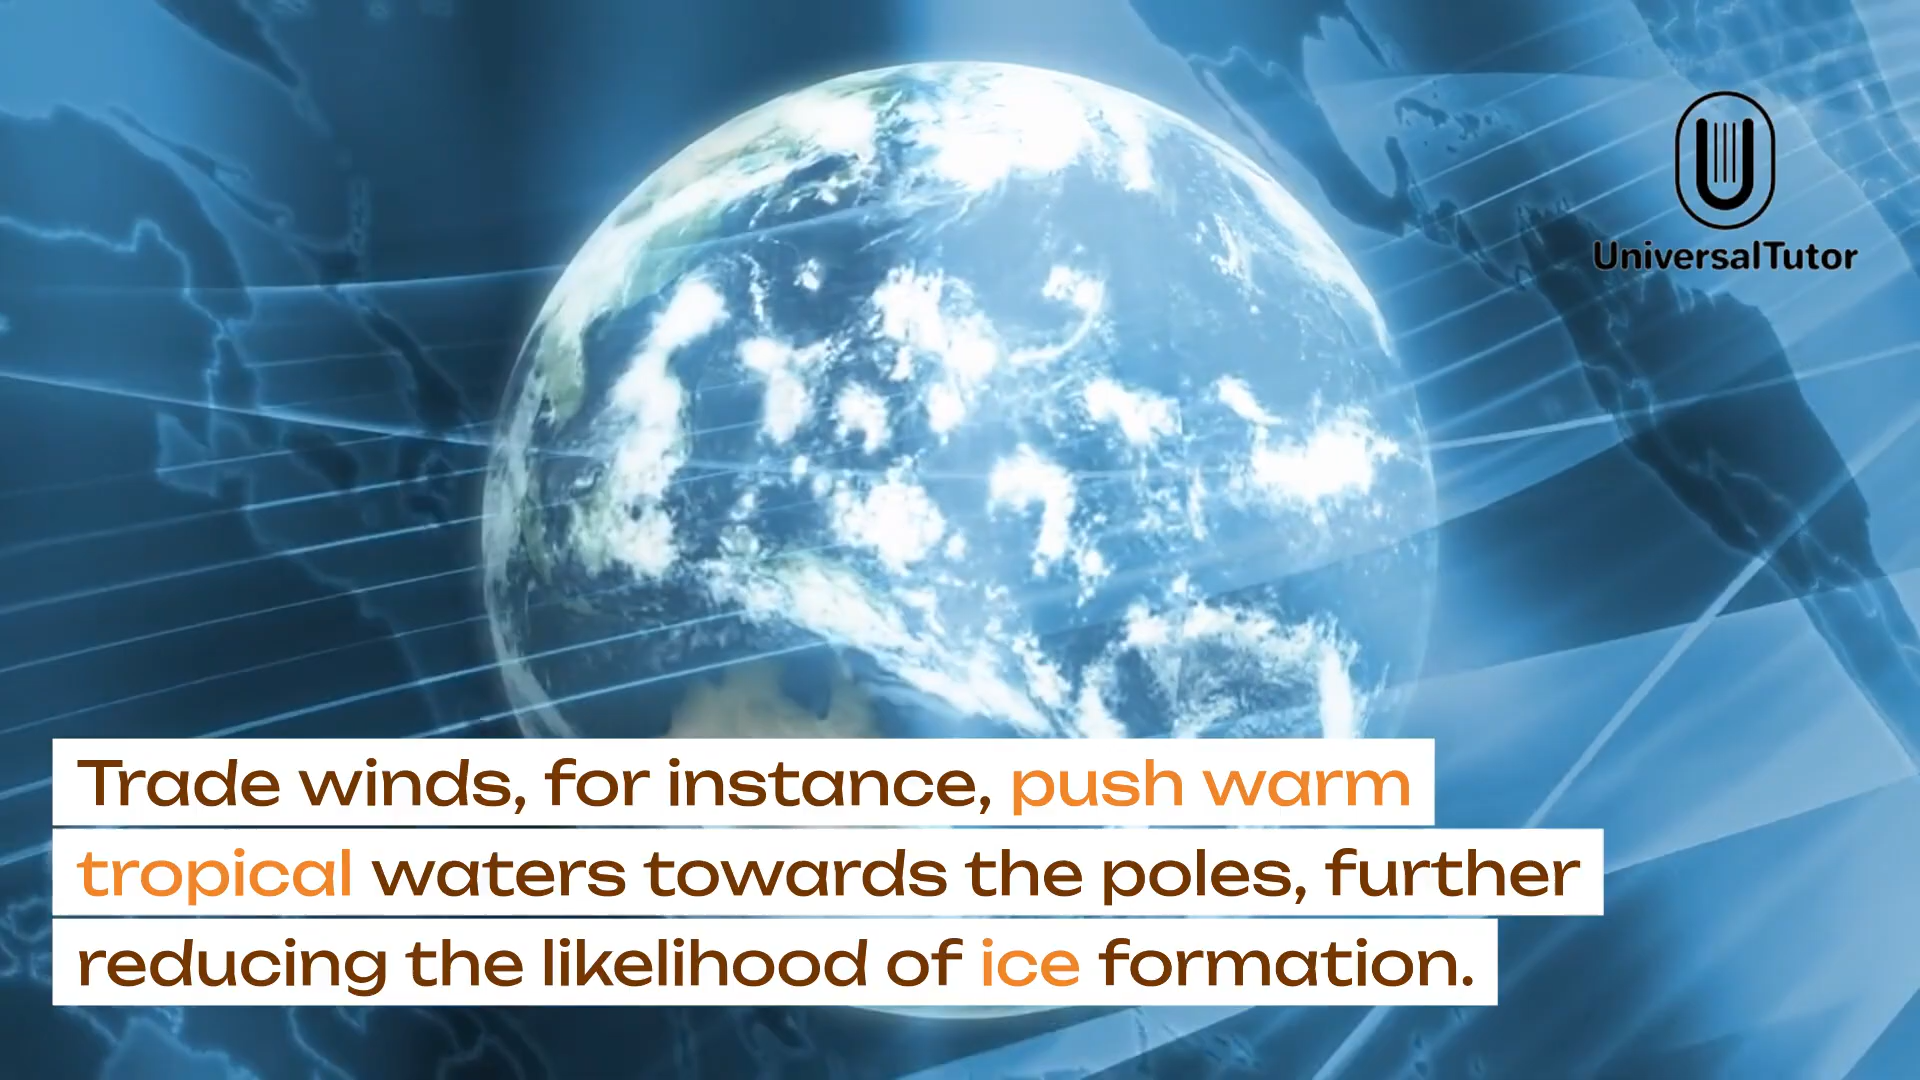 UniversalTutor
Trade winds, for instance, push warm
tropical waters towards the poles, further
reducing the likelihood of ice formation.